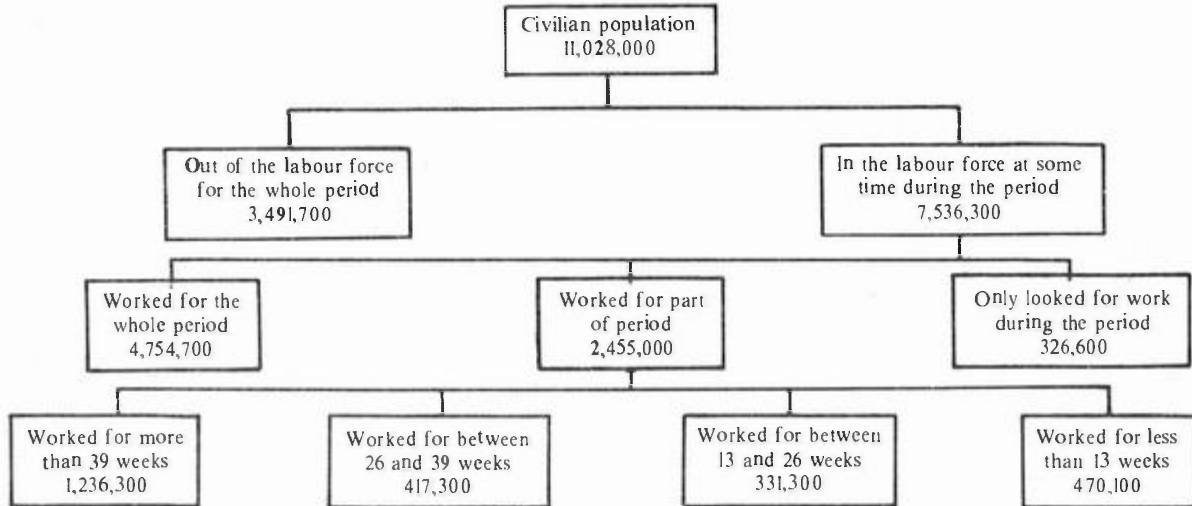 Civilian population
11,028,000
Out of the labour force
for the whole period
3,491,700
In the labour force at some
time during the period
7,536,300
Worked for the
whole period
4,754,700
Worked for part
of period
2,455,000
Only looked for work
during the period
326,600
Worked for more
than 39 weeks
1,236,300
Worked for between
26 and 39 weeks
417,300
Worked for between
13 and 26 weeks
331,300
Worked for less
than 13 weeks
470,100